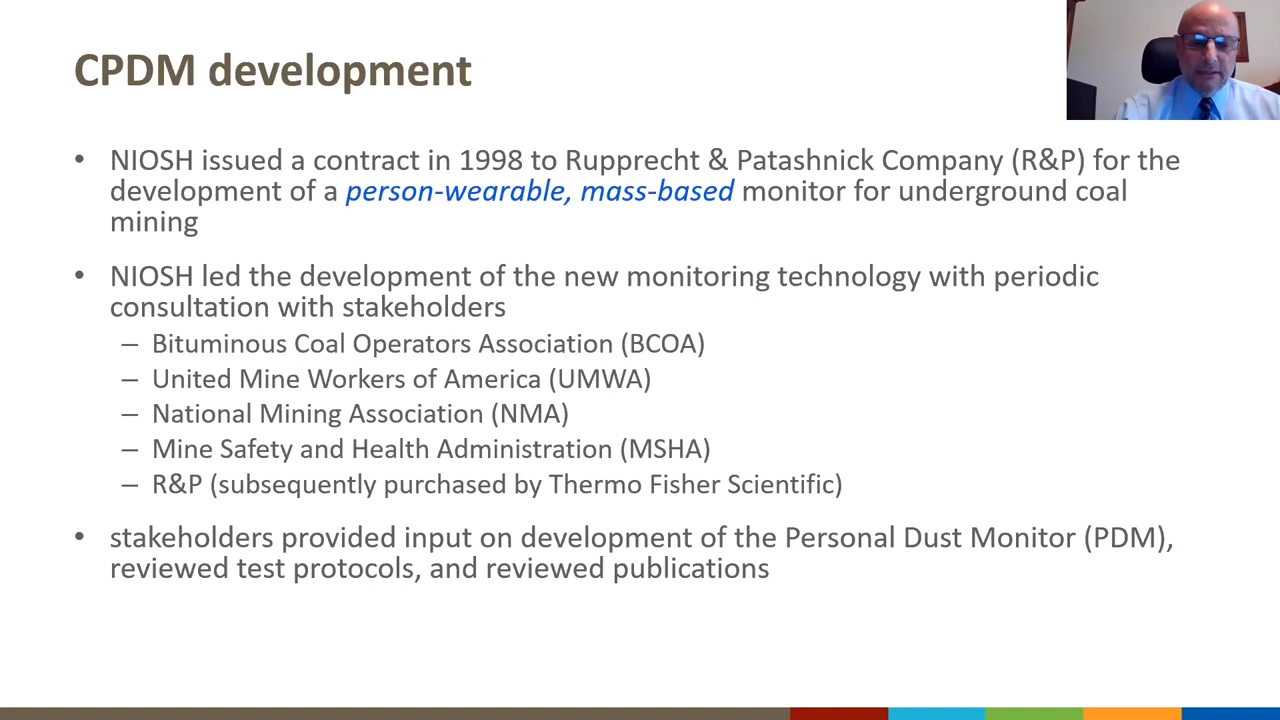 CPDM development
• NIOSH issued a contract in 1998 to Rupprecht & Patashnick Company (R&P) for the
development of a person-wearable, mass-based monitor for underground coal
mining
• NIOSH led the development of the new monitoring technology with periodic
consultation with stakeholders
– Bituminous Coal Operators Association (BCOA)
– United Mine Workers of America (UMWA)
– National Mining Association (NMA)
– Mine Safety and Health Administration (MSHA)
– R&P (subsequently purchased by Thermo Fisher Scientific)
• stakeholders provided input on development of the Personal Dust Monitor (PDM),
reviewed test protocols, and reviewed publications